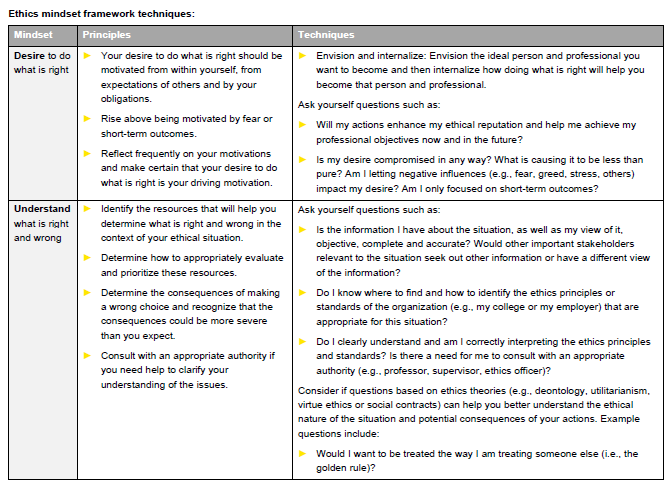 Ethics mindset framework techniques:
Mindset
Principles
Techniques
Desire to do
what is right
► Your desire to do what is right should be
motivated from within yourself, from
expectations of others and by your
obligations.
► Rise above being motivated by fear or
short-term outcomes.
► Reflect frequently on your motivations
and make certain that your desire to do
what is right is your driving motivation.
► Envision and internalize: Envision the ideal person and professional you
want to become and then internalize how doing what is right will help you
become that person and professional.
Ask yourself questions such as:
► Will my actions enhance my ethical reputation and help me achieve my
professional objectives now and in the future?
► Is my desire compromised in any way? What is causing it to be less than
pure? Am I letting negative influences (e.g., fear, greed, stress, others)
impact my desire? Am I only focused on short-term outcomes?
Understand
what is right
and wrong
► Identify the resources that will help you
determine what is right and wrong in the
context of your ethical situation.
► Determine how to appropriately evaluate
and prioritize these resources.
► Determine the consequences of making
a wrong choice and recognize that the
consequences could be more severe
than you expect.
► Consult with an appropriate authority if
you need help to clarify your
understanding of the issues.
Ask yourself questions such as:
► Is the information I have about the situation, as well as my view of it,
objective, complete and accurate? Would other important stakeholders
relevant to the situation seek out other information or have a different view
of the information?
► Do I know where to find and how to identify the ethics principles or
standards of the organization (e.g., my college or my employer) that are
appropriate for this situation?
► Do I clearly understand and am I correctly interpreting the ethics principles
and standards? Is there a need for me to consult with an appropriate
authority (e.g., professor, supervisor, ethics officer)?
Consider if questions based on ethics theories (e.g., deontology, utilitarianism,
virtue ethics or social contracts) can help you better understand the ethical
nature of the situation and potential consequences of your actions. Example
questions include:
► Would I want to be treated the way I am treating someone else (i.e., the
golden rule)?